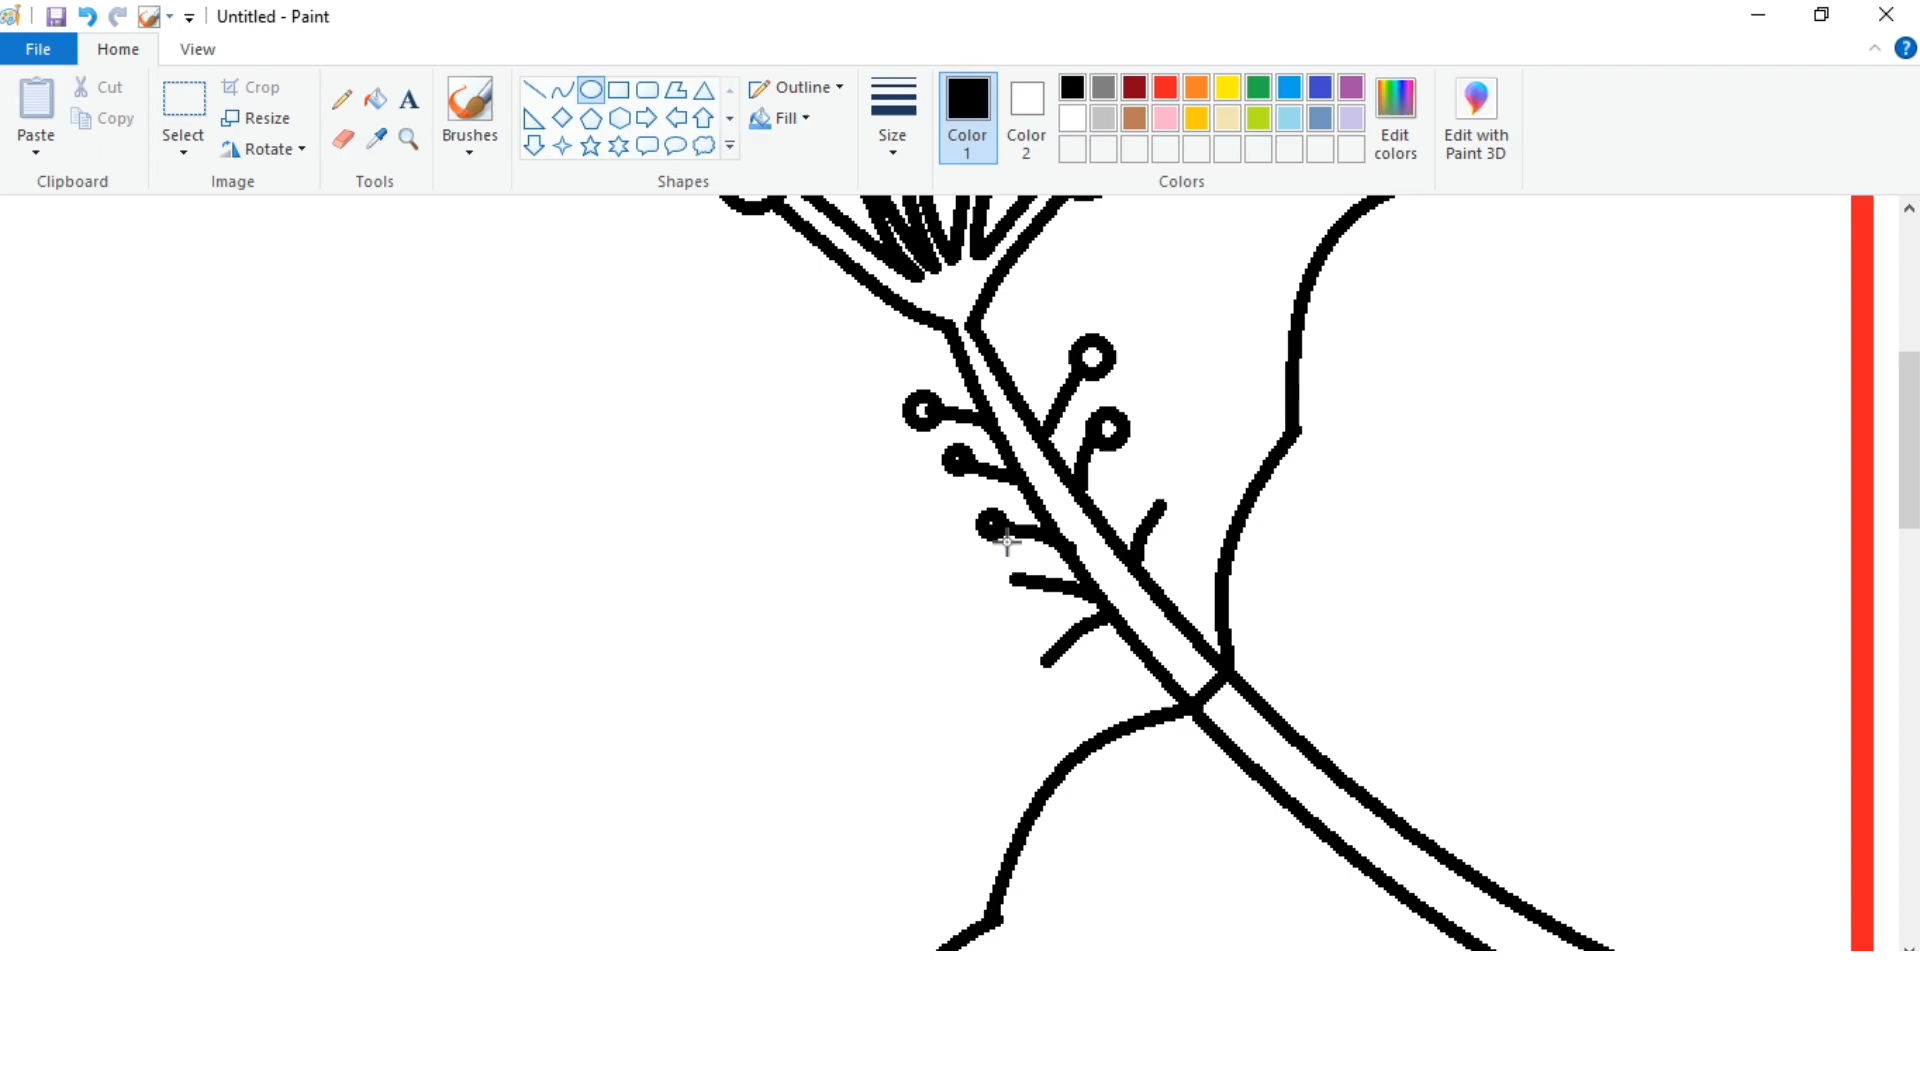 Untitled - Paint
File Home View
Paste
Cut
Copy
Clipboard
Select
Crop
Resize
Rotate
Image
A
Tools
Brushes
Shapes
Outline
Fill
Size
Color 1
Color 2
Colors
Edit colors
Edit with Paint 3D
?